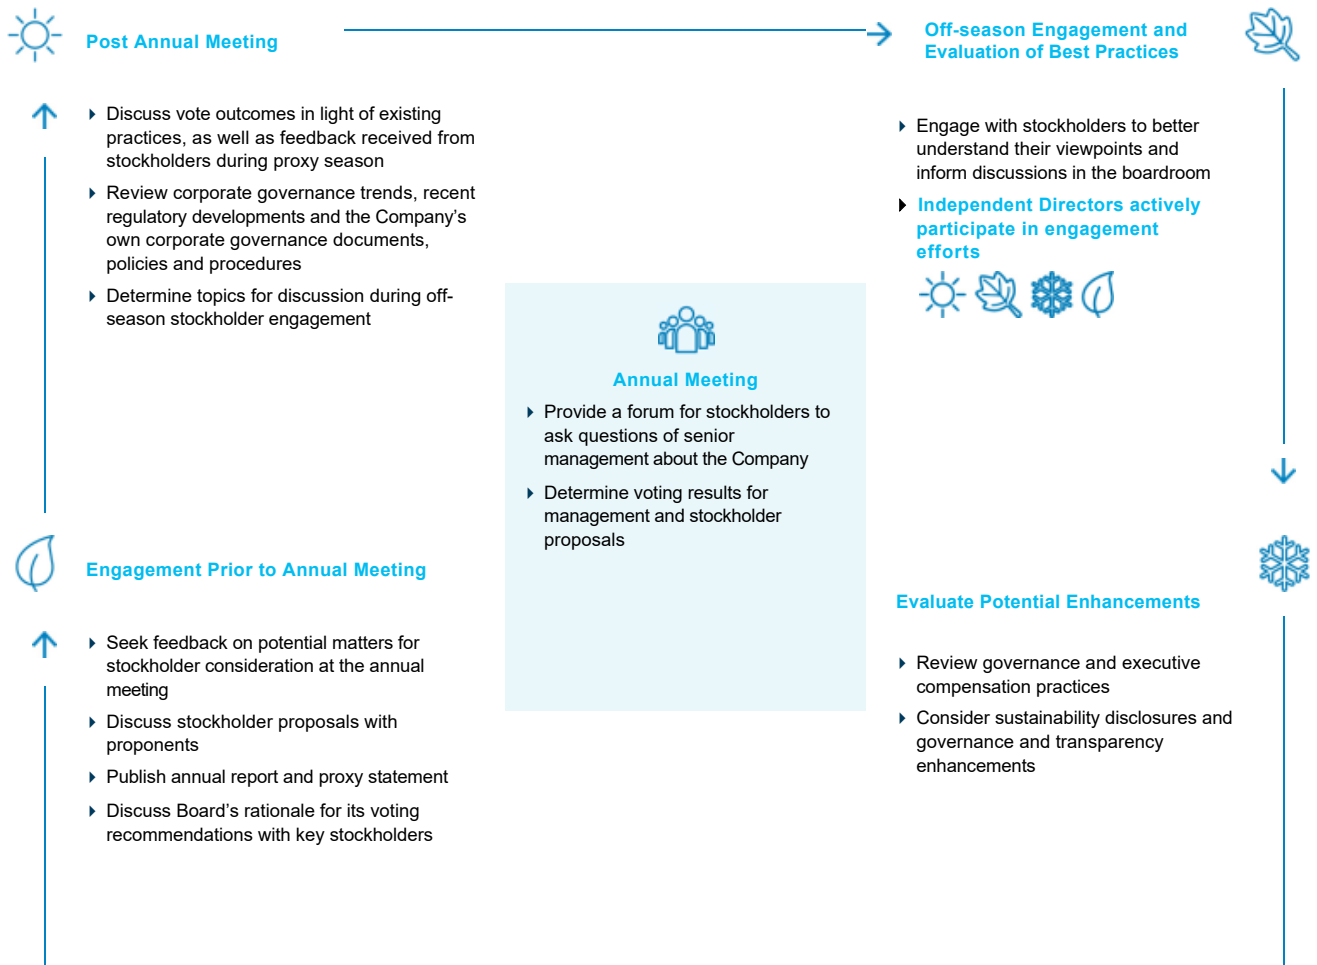 Post Annual Meeting
Discuss vote outcomes in light of existing
practices, as well as feedback received from
stockholders during proxy season
Review corporate governance trends, recent
regulatory developments and the Company’s
own corporate governance documents,
policies and procedures
Determine topics for discussion during off-
season stockholder engagement
Off-season Engagement and
Evaluation of Best Practices
Engage with stockholders to better
understand their viewpoints and
inform discussions in the boardroom
Independent Directors actively
participate in engagement
efforts
Annual Meeting
Provide a forum for stockholders to
ask questions of senior
management about the Company
Determine voting results for
management and stockholder
proposals
Engagement Prior to Annual Meeting
Seek feedback on potential matters for
stockholder consideration at the annual
meeting
Discuss stockholder proposals with
proponents
Publish annual report and proxy statement
Discuss Board’s rationale for its voting
recommendations with key stockholders
Evaluate Potential Enhancements
Review governance and executive
compensation practices
Consider sustainability disclosures and
governance and transparency
enhancements